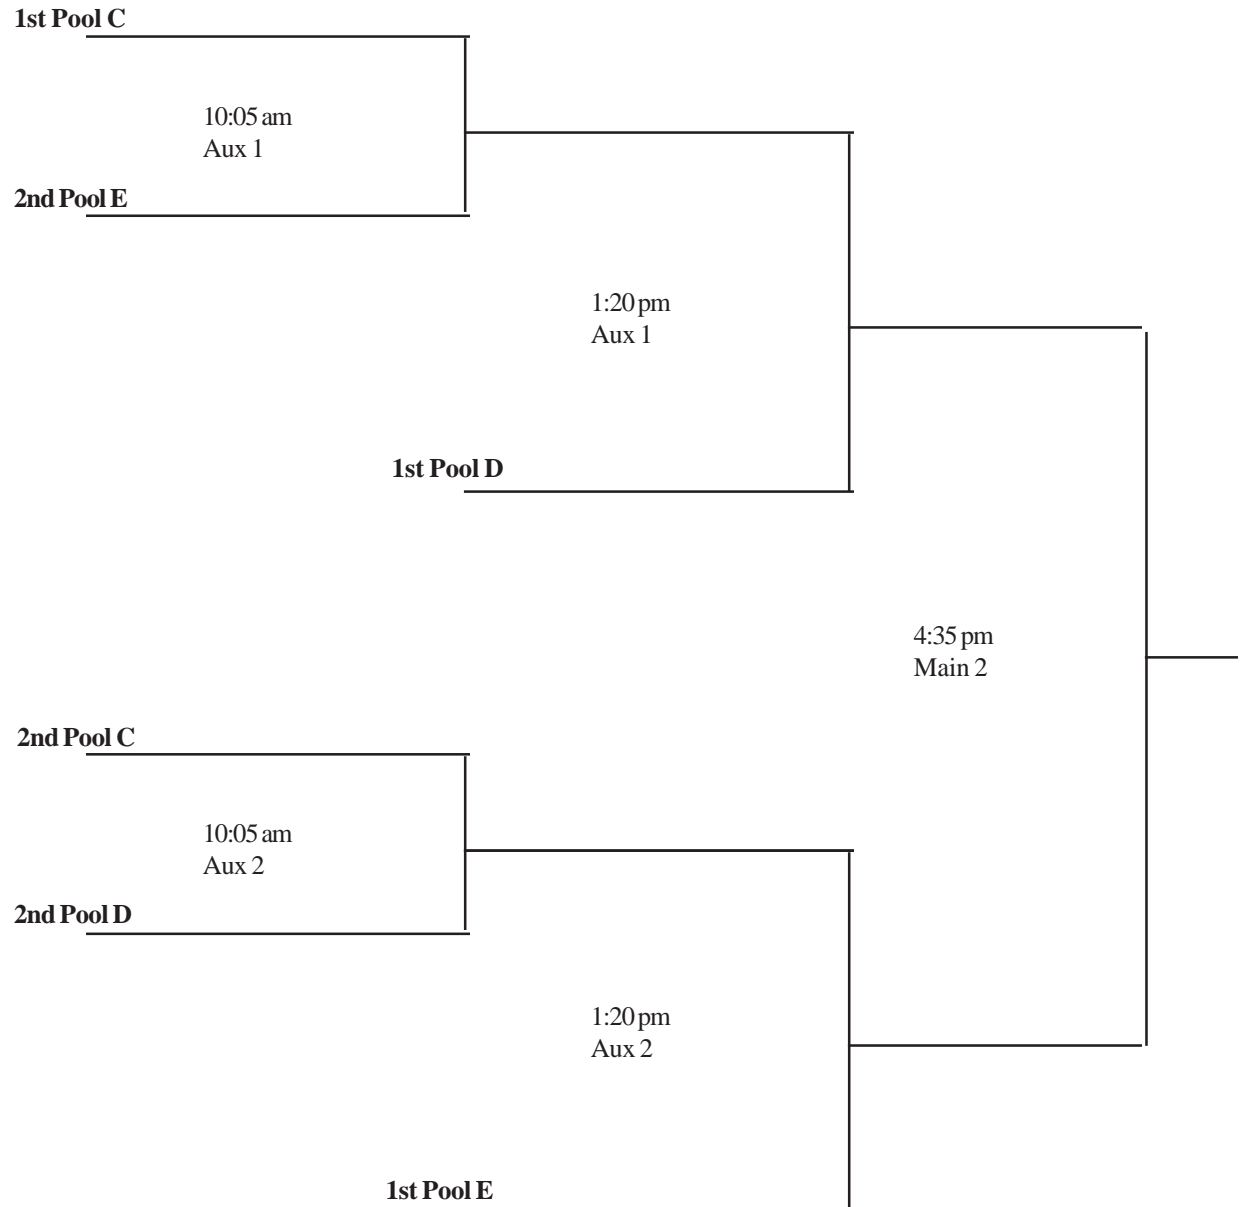 1st Pool C
10:05 am
Aux 1
2nd Pool E
1:20 pm
Aux 1
1st Pool D
4:35 pm
Main 2
2nd Pool C
10:05 am
Aux 2
2nd Pool D
1:20 pm
Aux 2
1st Pool E